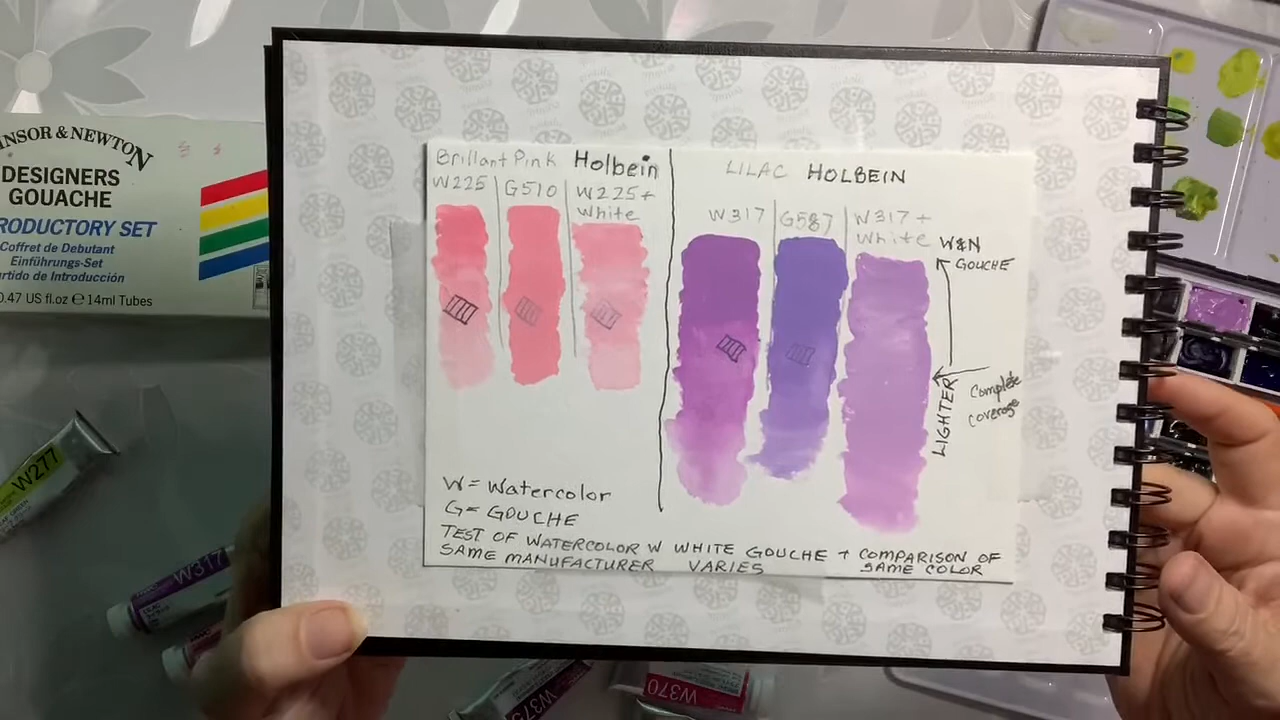 INSOR & NEWTON
DESIGNERS
GOUACHE
RODUCTORY SET
Coffret de Debutant
Einführungs-Set
rtido de Introducción
0.47 US fl.oz e 14ml Tubes
W277
W317
W375
W370
Brillant Pink Holbein
W225 G510 W225 +
White
LILAC HOLBEIN
W317 G587 W317 +
White
W&N
GOUCHE
LIGHTER
Complete
coverage
W = Watercolor
G = GOUCHE
TEST OF WATERCOLOR W WHITE GOUCHE + COMPARISON OF
SAME MANUFACTURER VARIES SAME COLOR